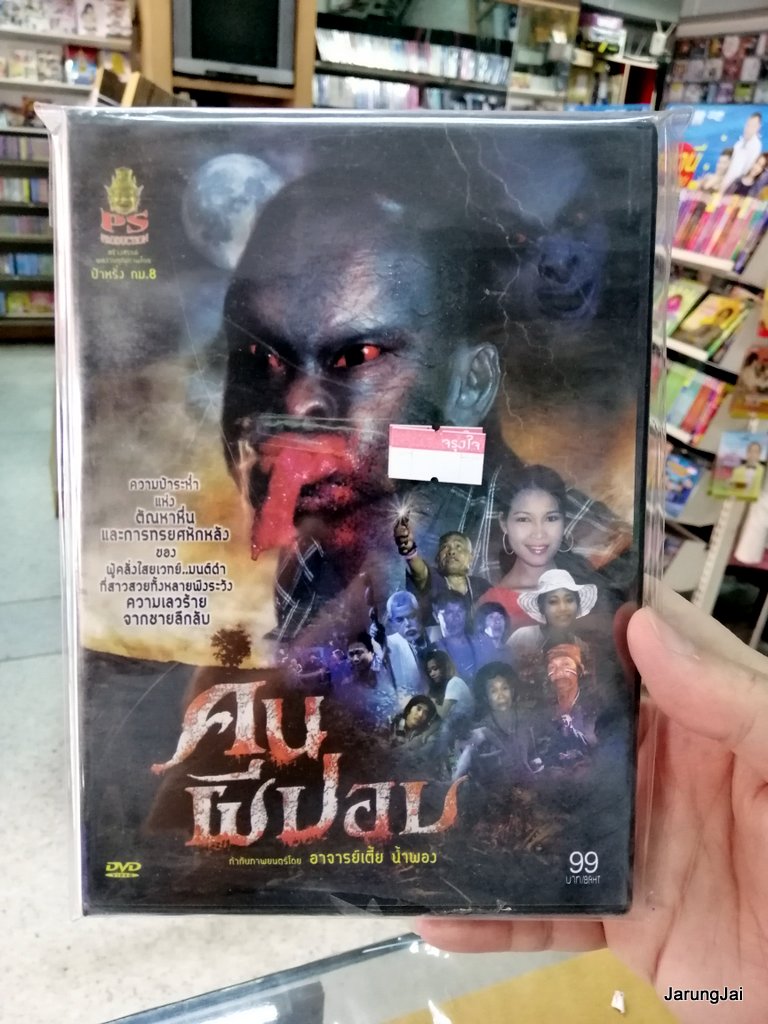 PS
PRODUCTION
ป๋าหรั่ง กม.8
จรุงใจ
ความบ้าระห่ำ
แห่ง
ตัณหาหื่น
และการทรยศหักหลัง
ของ
ผู้คลั่งไสยเวทย์..มนต์ดำ
ที่สาวสวยทั้งหลายพึงระวัง
ความเลวร้าย
จากชายลึกลับ
คน
ผีปอบ
กำกับภาพยนตร์โดย อาจารย์เตี้ย น้ำพอง
DVD
VIDEO
99
บาท/BAHT
JarungJai